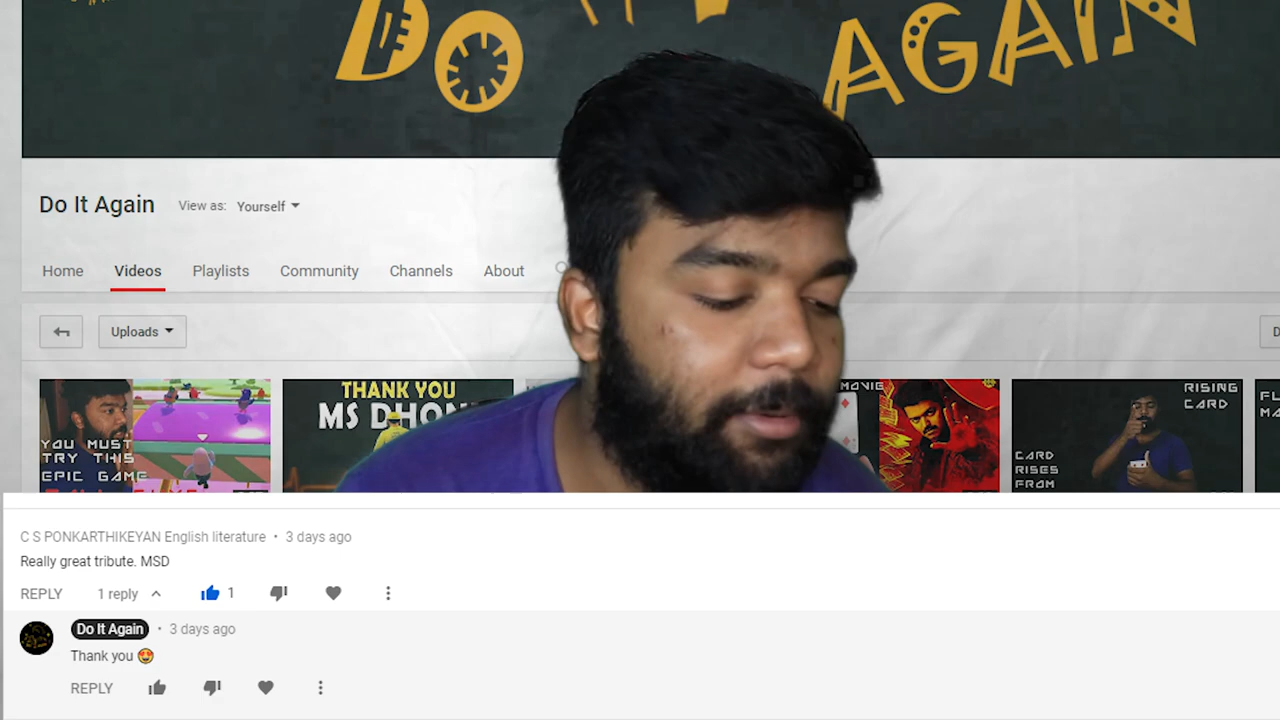 DO
AGAIN
Do It Again View as: Yourself
Home Videos Playlists Community Channels About
Uploads
YOU MUST
TRY THIS
EPIC GAME
THANK YOU
MS DHON
MOVIE
RISING
CARD
CARD
RISES
FROM
C S PONKARTHIKEYAN English literature • 3 days ago
Really great tribute. MSD
REPLY 1 reply 1
Do It Again • 3 days ago
Thank you 😍
REPLY